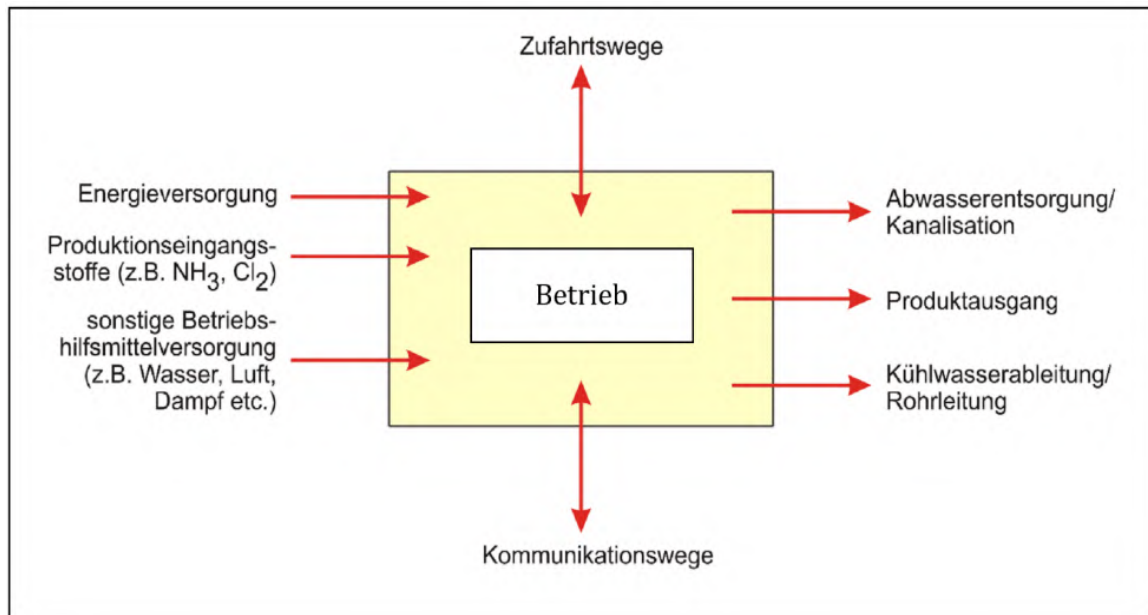 Zufahrtswege
Energieversorgung
Produktionseingangs-
stoffe (z.B. NH3, Cl2)
sonstige Betriebs-
hilfsmittelversorgung
(z.B. Wasser, Luft,
Dampf etc.)
Betrieb
Abwasserentsorgung/
Kanalisation
Produktausgang
Kühlwasserableitung/
Rohrleitung
Kommunikationswege